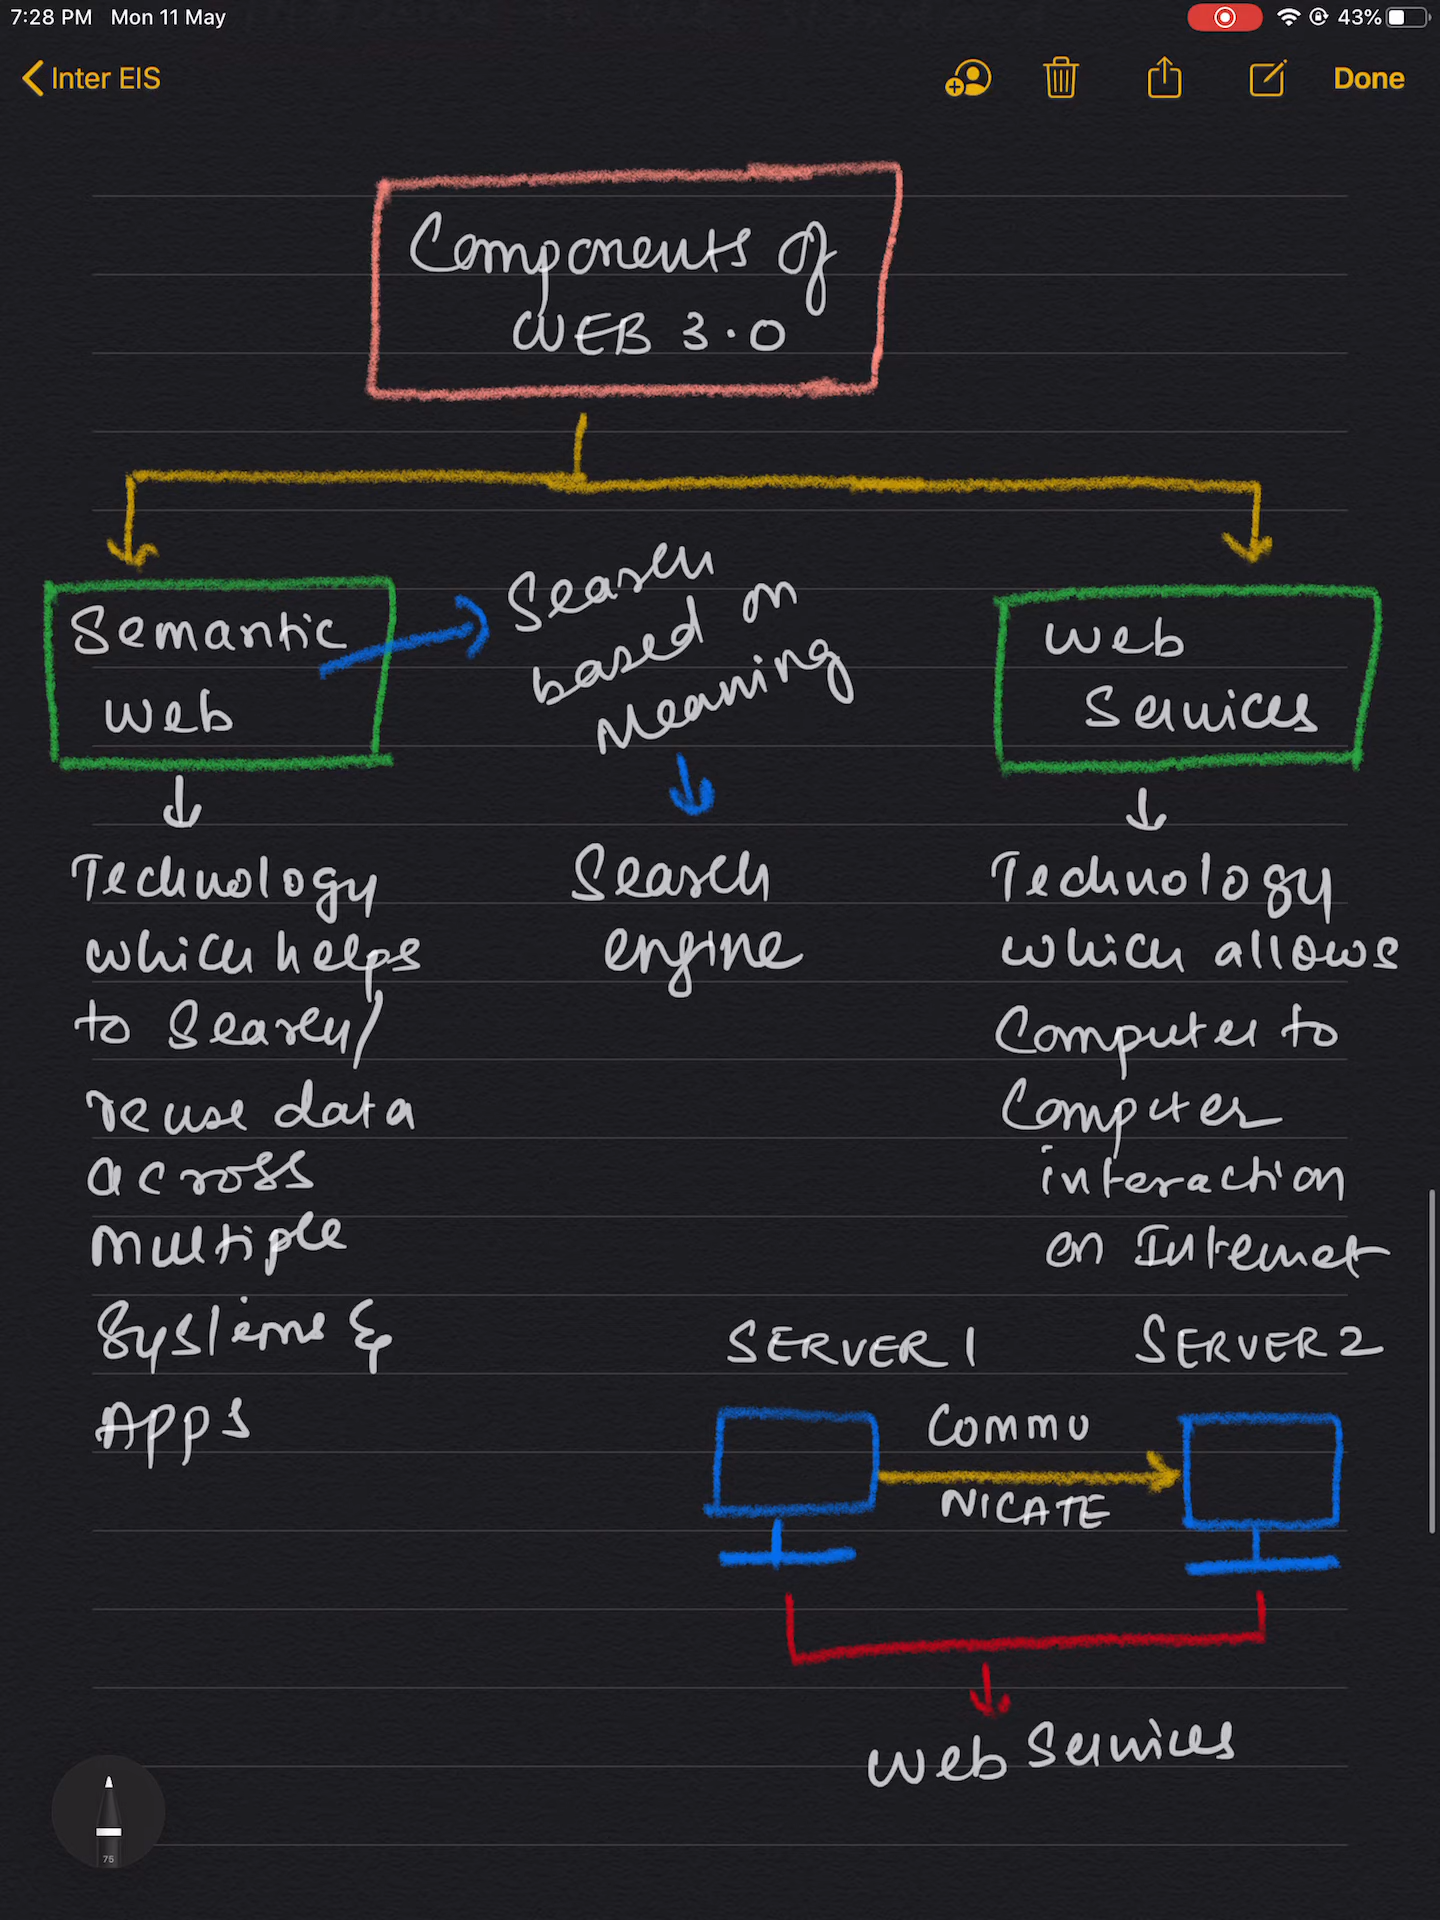 7:28 PM Mon 11 May
43%
Inter EIS
Done
Components of
WEB 3.0
Semantic
Web
Search
based on
Meaning
Web
Services
Technology
which helps
to Search/
reuse data
across
Multiple
Systems &
Apps
Search
engine
Technology
which allows
Computer to
Computer
interaction
on Internet
SERVER 1
SERVER 2
COMMU
NICATE
Web Services
75